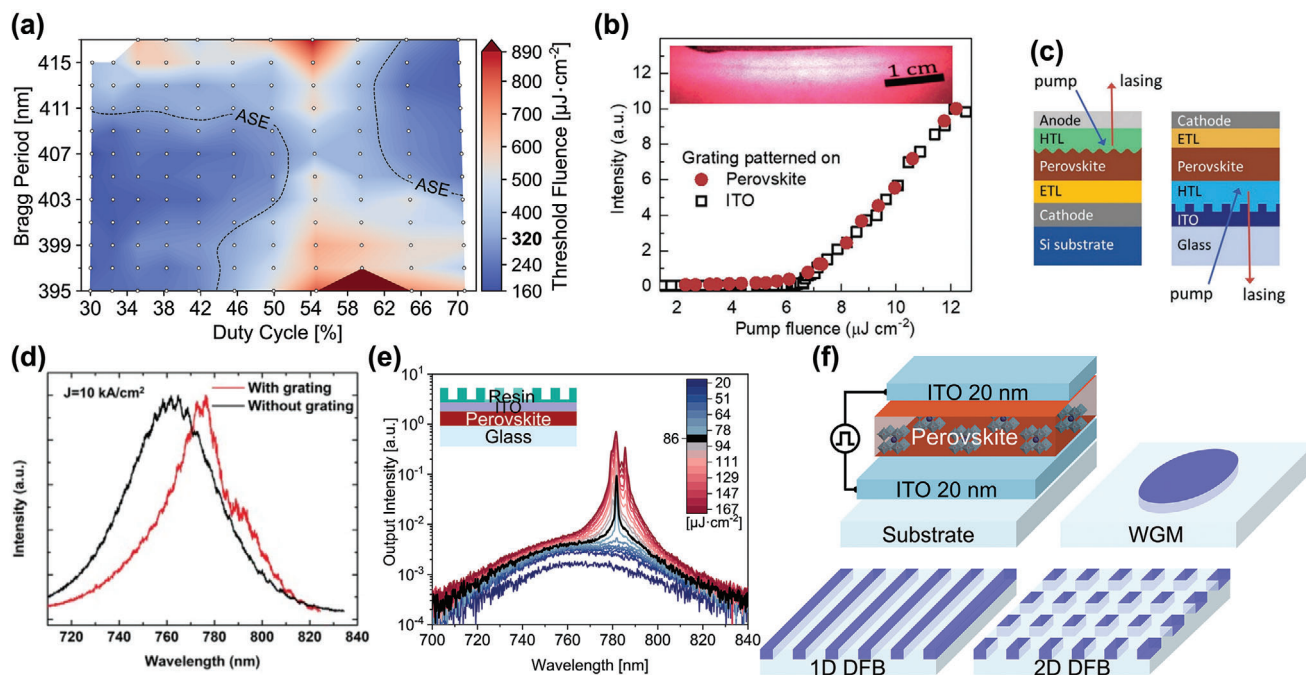 (a)
Bragg Period [nm]
415
411
407
403
399
395
ASE
ASE
30 34 38 42 46 50 54 58 62 66 70
Duty Cycle [%]
890
800
700
600
500
400
320
240
160
Threshold Fluence [µJ·cm⁻²]
(b)
Intensity (a.u.)
12
10
8
6
4
2
0
1 cm
Grating patterned on
Perovskite
ITO
2 4 6 8 10 12
Pump fluence (µJ cm⁻²)
(c)
pump
lasing
Anode
HTL
Perovskite
ETL
Cathode
Si substrate
Cathode
ETL
Perovskite
HTL
ITO
Glass
pump
lasing
(d)
J=10 kA/cm²
With grating
Without grating
Intensity (a.u.)
720 740 760 780 800 820 840
Wavelength (nm)
(e)
Output Intensity [a.u.]
10¹
10⁰
10⁻¹
10⁻²
10⁻³
10⁻⁴
Resin
ITO
Perovskite
Glass
20
51
64
78
86
94
111
129
147
167
[µJ·cm⁻²]
700 720 740 760 780 800 820 840
Wavelength [nm]
(f)
ITO 20 nm
Perovskite
ITO 20 nm
Substrate
WGM
1D DFB
2D DFB